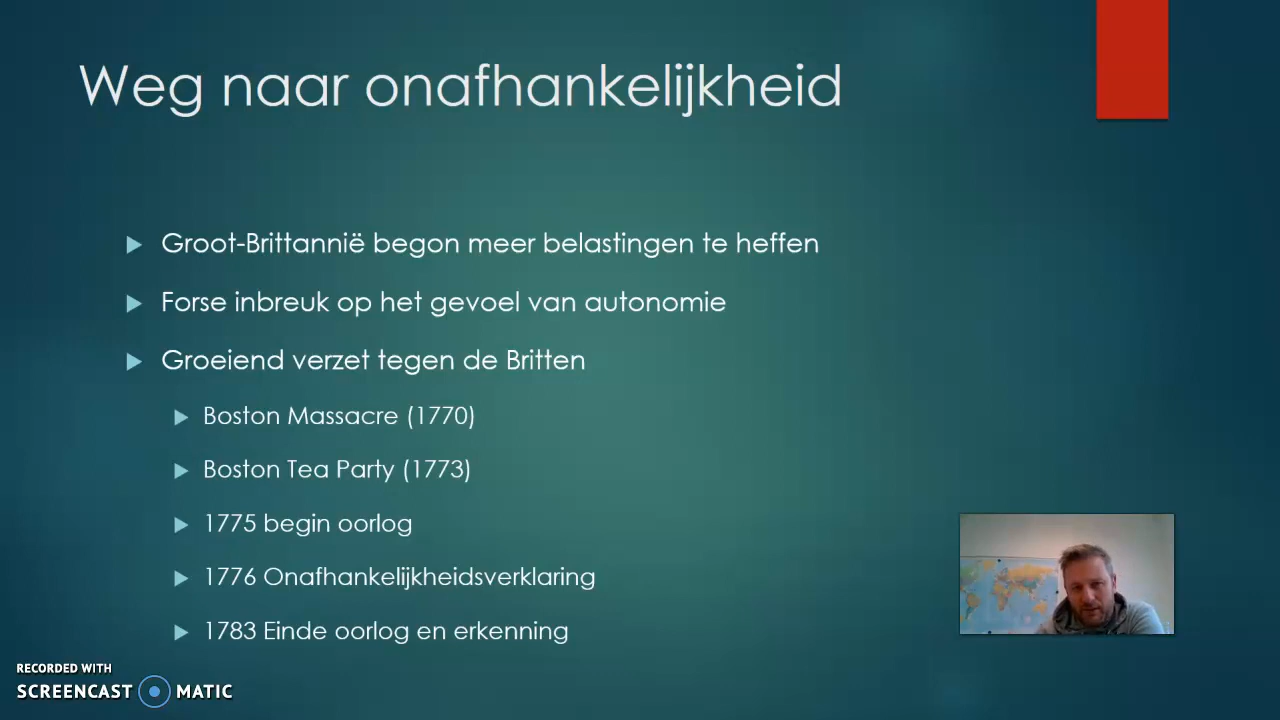 Weg naar onafhankelijkheid
Groot-Brittannië begon meer belastingen te heffen
Forse inbreuk op het gevoel van autonomie
Groeiend verzet tegen de Britten
Boston Massacre (1770)
Boston Tea Party (1773)
1775 begin oorlog
1776 Onafhankelijkheidsverklaring
1783 Einde oorlog en erkenning
RECORDED WITH
SCREENCAST MATIC